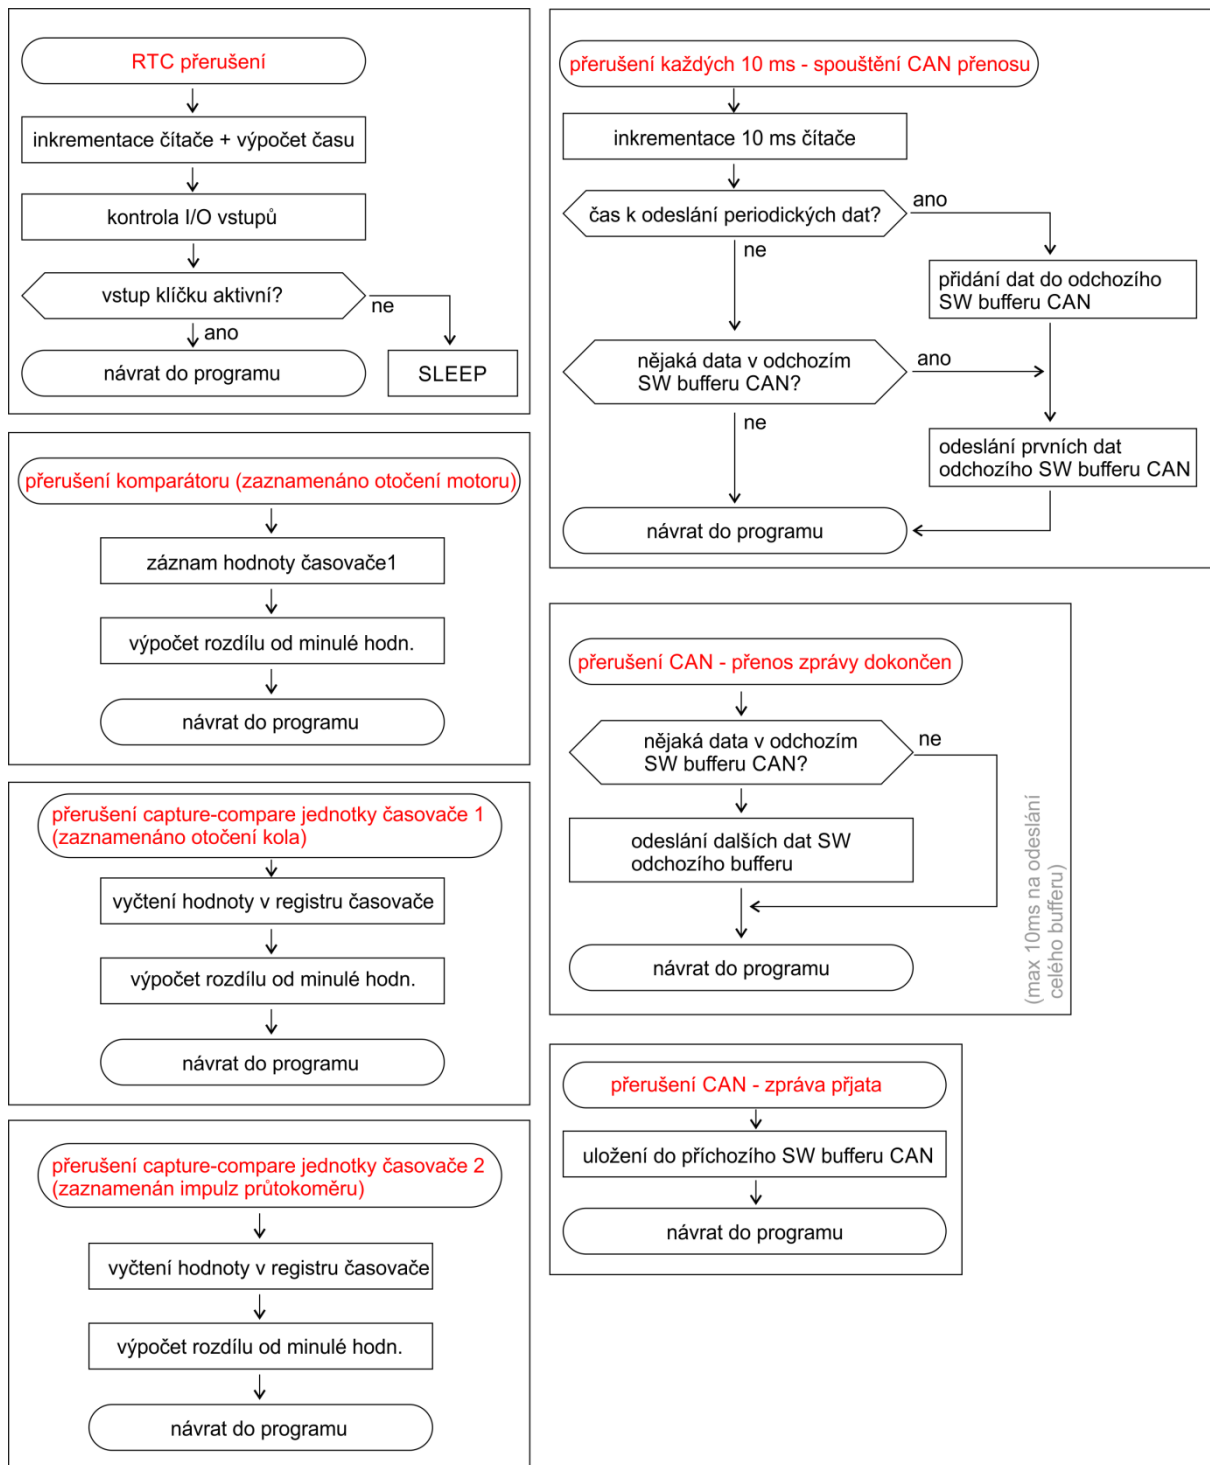 RTC přerušení
inkrementace čítače + výpočet času
kontrola I/O vstupů
vstup klíčku aktivní?
ne
ano
návrat do programu
SLEEP
přerušení komparátoru (zaznamenáno otočení motoru)
záznam hodnoty časovače1
výpočet rozdílu od minulé hodn.
návrat do programu
přerušení capture-compare jednotky časovače 1
(zaznamenáno otočení kola)
vyčtení hodnoty v registru časovače
výpočet rozdílu od minulé hodn.
návrat do programu
přerušení capture-compare jednotky časovače 2
(zaznamenán impulz průtokoměru)
vyčtení hodnoty v registru časovače
výpočet rozdílu od minulé hodn.
návrat do programu
přerušení každých 10 ms - spouštění CAN přenosu
inkrementace 10 ms čítače
čas k odeslání periodických dat?
ano
ne
přidání dat do odchozího
SW bufferu CAN
nějaká data v odchozím
SW bufferu CAN?
ano
ne
odeslání prvních dat
odchozího SW bufferu CAN
návrat do programu
přerušení CAN - přenos zprávy dokončen
nějaká data v odchozím
SW bufferu CAN?
ne
odeslání dalších dat SW
odchozího bufferu
návrat do programu
(max 10ms na odeslání
celého bufferu)
přerušení CAN - zpráva přjata
uložení do příchozího SW bufferu CAN
návrat do programu